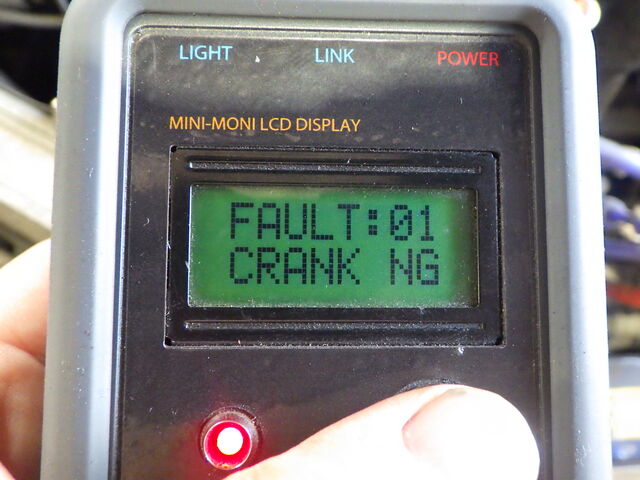 LIGHT LINK POWER
MINI-MONI LCD DISPLAY
FAULT:01
CRANK NG